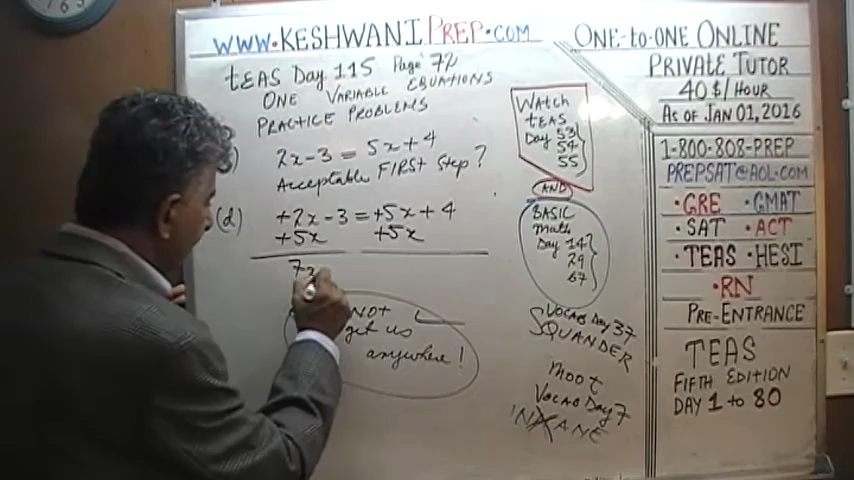 WWW.KESHWANIPREP.COM
TEAS Day 115 Page 72
ONE VARIABLE EQUATIONS
PRACTICE PROBLEMS
2x-3 = 5x+4
Acceptable FIRST Step?
(d) +2x-3 = +5x+4
+5x +5x
7x
NOT
get us
anywhere!
Watch
TEAS
Day 53
54
55
AND
BASIC
Math
Day 14
29
67
VOCAB Day 37
SQUANDER
moot
Vocab Day 7
INANE
ONE-to-ONE ONLINE
PRIVATE TUTOR
40$/HOUR
AS OF JAN 01, 2016
1-800-808-PREP
PREPSAT@AOL.COM
•GRE •GMAT
•SAT •ACT
•TEAS •HESI
•RN
PRE-ENTRANCE
TEAS
FIFTH EDITION
DAY 1 to 80